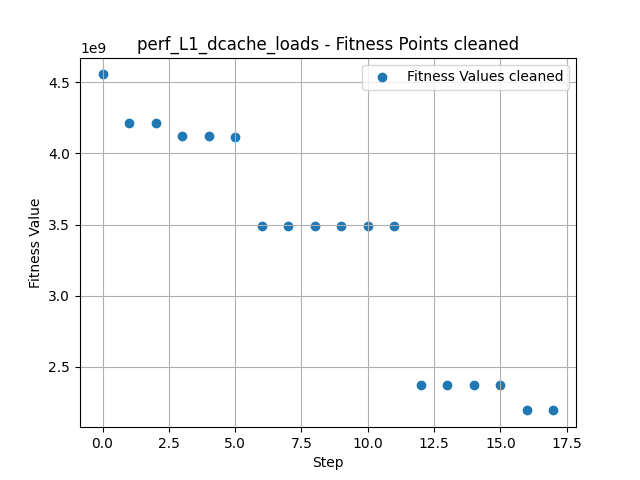 perf_L1_dcache_loads - Fitness Points cleaned
1e9
Fitness Values cleaned
4.5
4.0
3.5
3.0
2.5
Fitness Value
0.0 2.5 5.0 7.5 10.0 12.5 15.0 17.5
Step